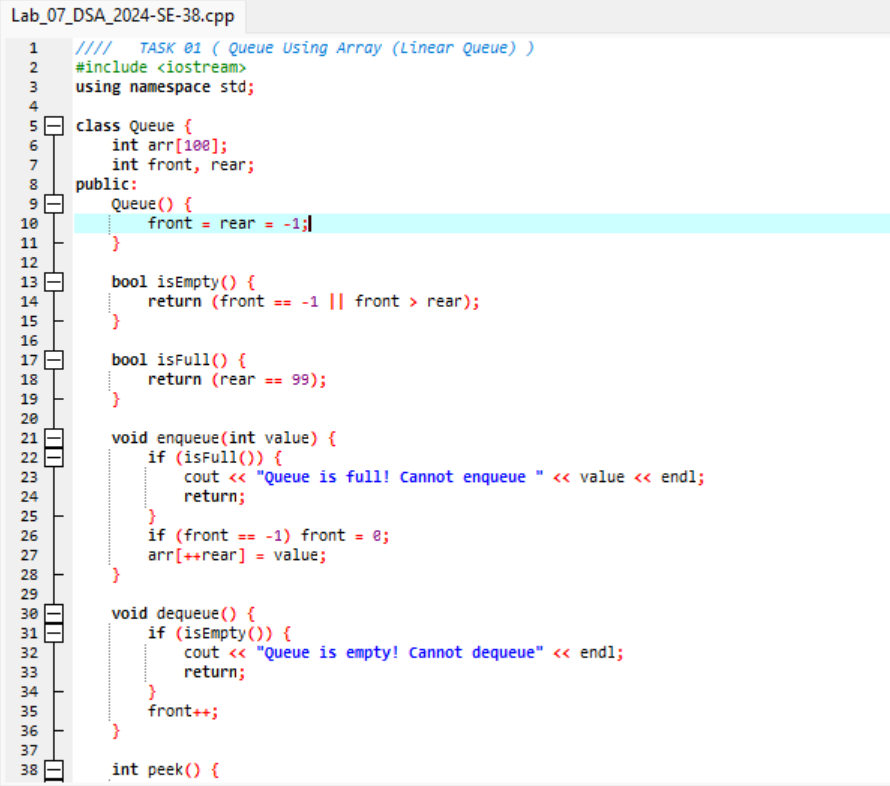 Lab_07_DSA_2024-SE-38.cpp
1 ////   TASK 01 ( Queue Using Array (Linear Queue) )
2 #include <iostream>
3 using namespace std;
4
5 class Queue {
6     int arr[100];
7     int front, rear;
8 public:
9     Queue() {
10         front = rear = -1;
11     }
12
13     bool isEmpty() {
14         return (front == -1 || front > rear);
15     }
16
17     bool isFull() {
18         return (rear == 99);
19     }
20
21     void enqueue(int value) {
22         if (isFull()) {
23             cout << "Queue is full! Cannot enqueue " << value << endl;
24             return;
25         }
26         if (front == -1) front = 0;
27         arr[++rear] = value;
28     }
29
30     void dequeue() {
31         if (isEmpty()) {
32             cout << "Queue is empty! Cannot dequeue" << endl;
33             return;
34         }
35         front++;
36     }
37
38     int peek() {